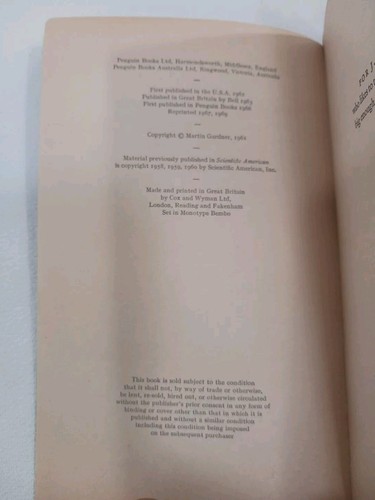 Penguin Books Ltd, Harmondsworth, Middlesex, England
Penguin Books Australia Ltd, Ringwood, Victoria, Australia
—
First published in the U.S.A. 1961
Published in Great Britain by Bell 1963
First published in Penguin Books 1966
Reprinted 1967, 1969
—
Copyright © Martin Gardner, 1961
—
Material previously published in Scientific American
is copyright 1958, 1959, 1960 by Scientific American, Inc.
—
Made and printed in Great Britain
by Cox and Wyman Ltd,
London, Reading and Fakenham
Set in Monotype Bembo
This book is sold subject to the condition
that it shall not, by way of trade or otherwise,
be lent, re-sold, hired out, or otherwise circulated
without the publisher's prior consent in any form of
binding or cover other than that in which it is
published and without a similar condition
including this condition being imposed
on the subsequent purchaser
FOR J
who likes to